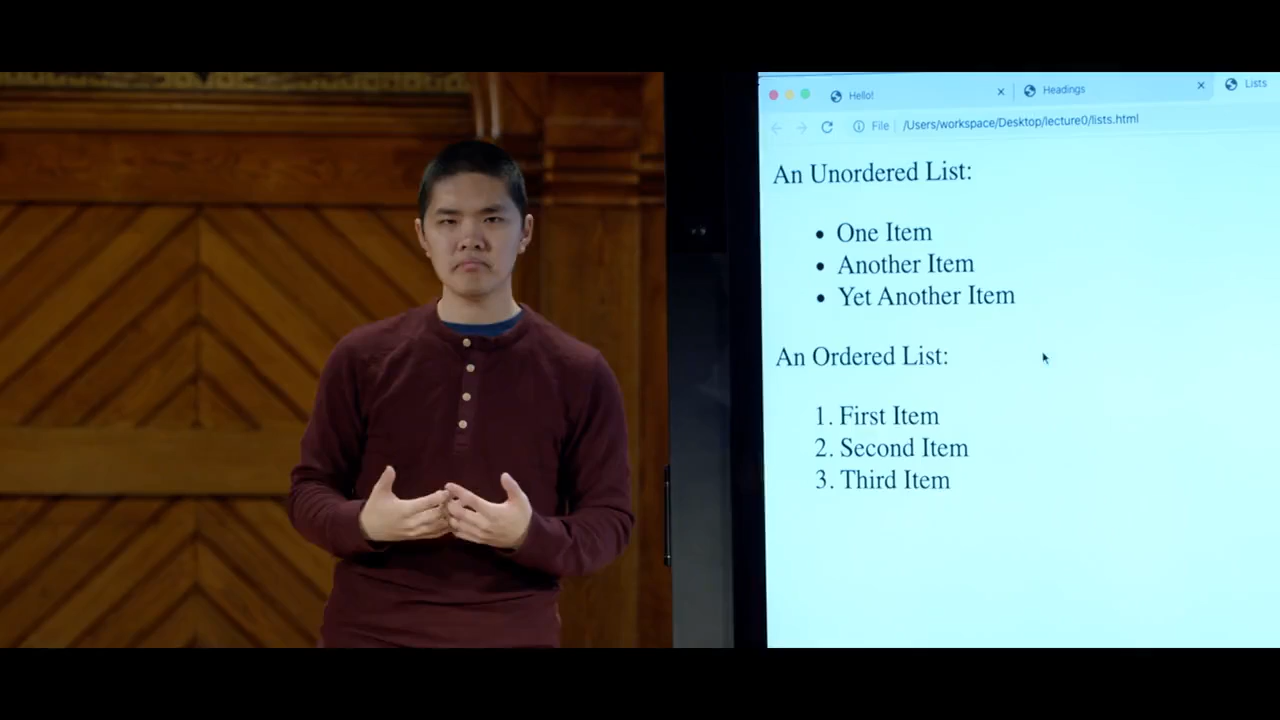 Hello!
Headings
Lists
File
/Users/workspace/Desktop/lecture0/lists.html
An Unordered List:
• One Item
• Another Item
• Yet Another Item
An Ordered List:
1. First Item
2. Second Item
3. Third Item